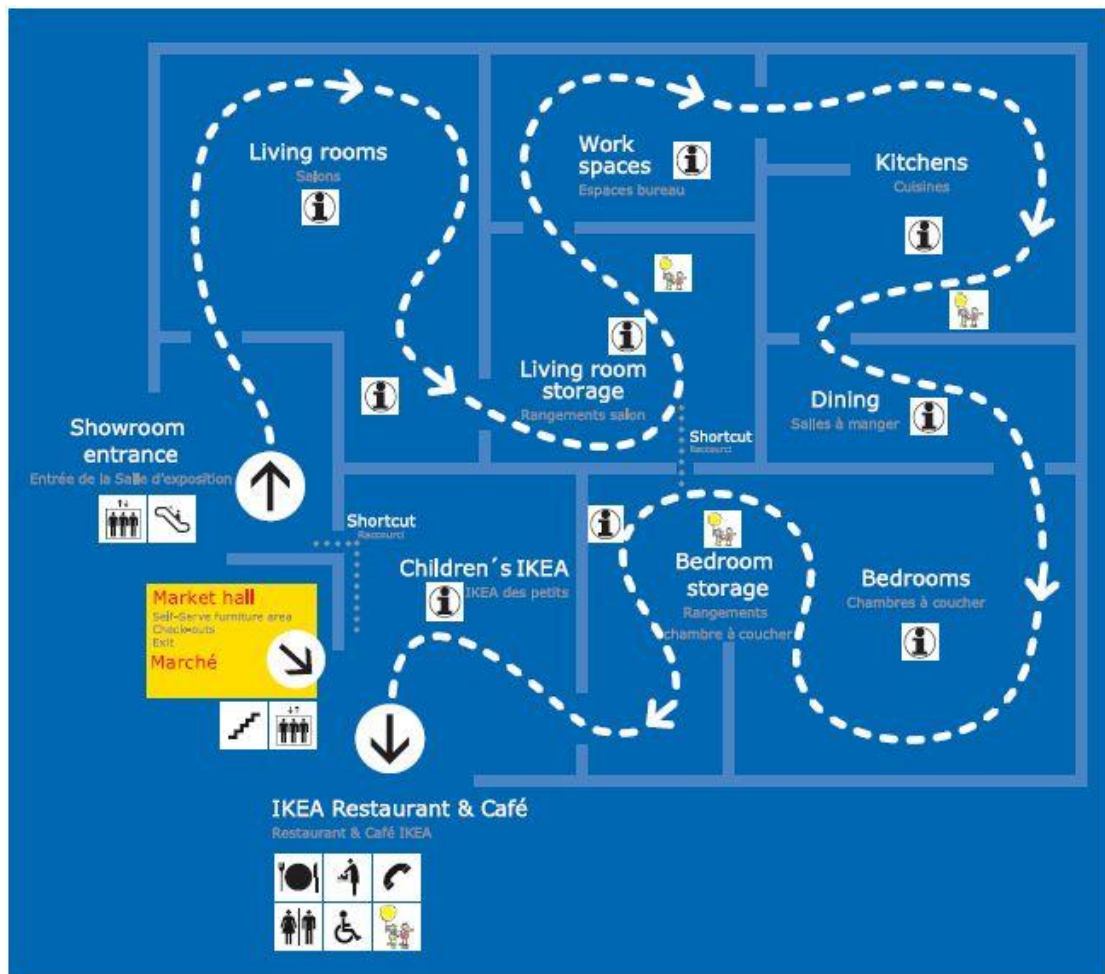 Living rooms
Salons
Work
spaces
Espaces bureau
Kitchens
Cuisines
Living room
storage
Rangements salon
Dining
Salles à manger
Showroom
entrance
Entrée de la Salle d'exposition
Shortcut
Raccourci
Shortcut
Raccourci
Children´s IKEA
IKEA des petits
Bedroom
storage
Rangements
chambre à coucher
Bedrooms
Chambres à coucher
Market hall
Self-Serve furniture area
Check-outs
Exit
Marché
IKEA Restaurant & Café
Restaurant & Café IKEA